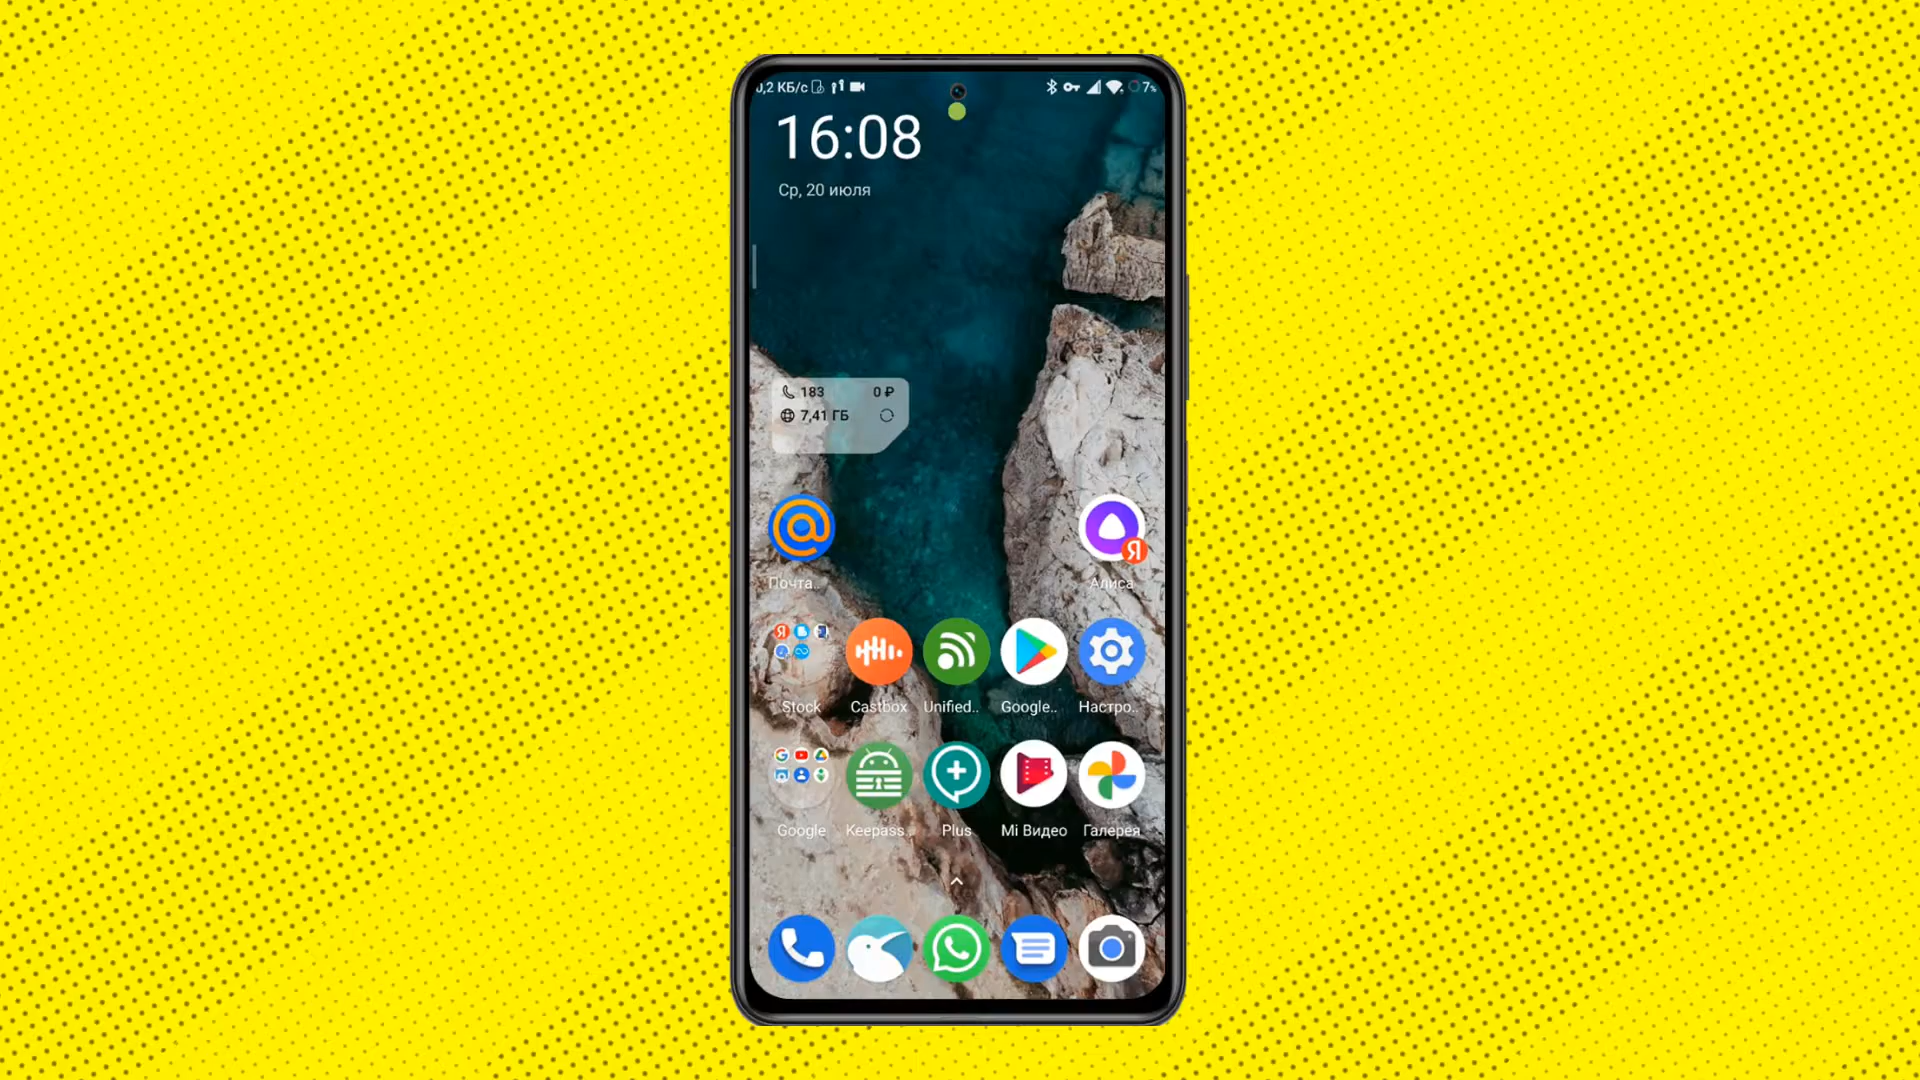 0,2 КБ/с
7%
16:08
Ср, 20 июля
183 0 ₽
7,41 ГБ
Почта..
Алиса
Stock Castbox Unified.. Google.. Настро..
Google Keepass.. Plus Mi Видео Галерея